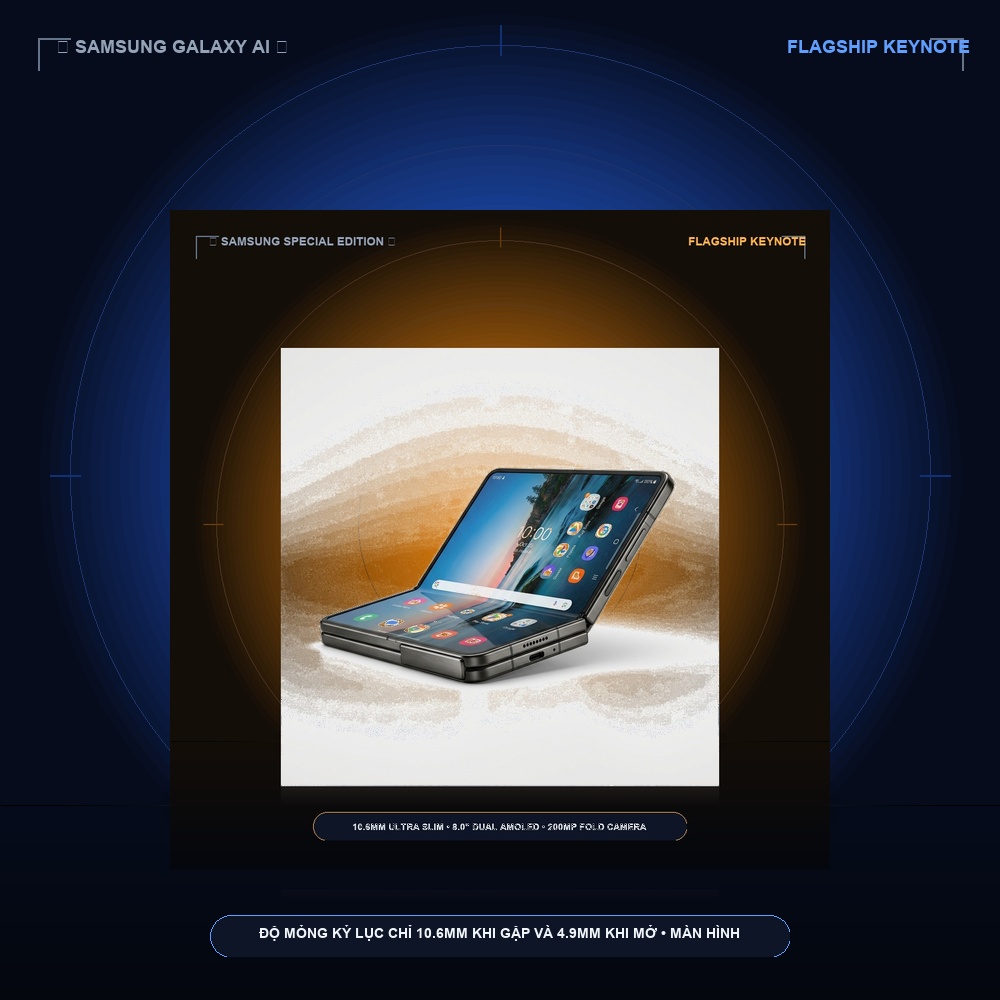 SAMSUNG GALAXY AI
FLAGSHIP KEYNOTE
SAMSUNG SPECIAL EDITION
FLAGSHIP KEYNOTE
10.6MM ULTRA SLIM • 8.0" DUAL AMOLED • 200MP FOLD CAMERA
ĐỘ MỎNG KỶ LỤC CHỈ 10.6MM KHI GẬP VÀ 4.9MM KHI MỞ • MÀN HÌNH